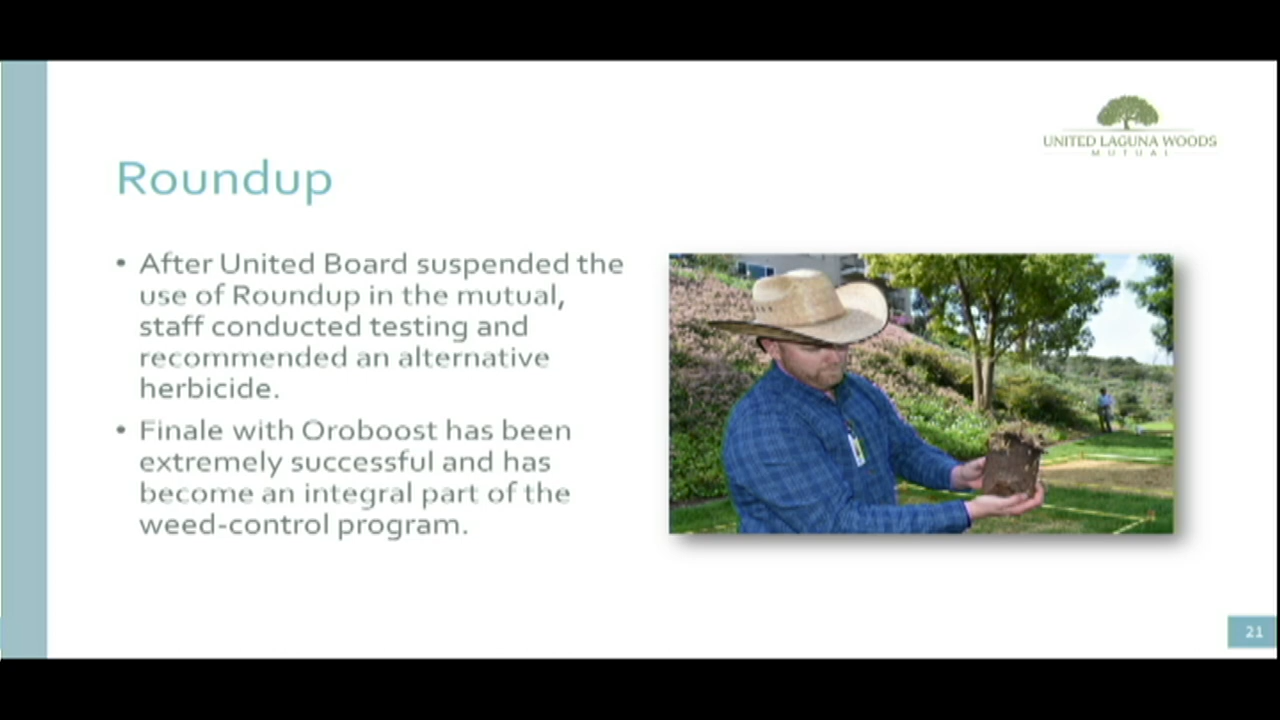 UNITED LAGUNA WOODS
MUTUAL
Roundup
• After United Board suspended the
use of Roundup in the mutual,
staff conducted testing and
recommended an alternative
herbicide.
• Finale with Oroboost has been
extremely successful and has
become an integral part of the
weed-control program.
21